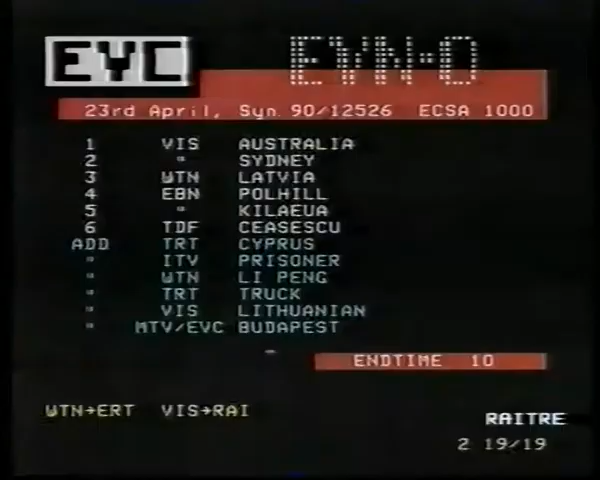 EVC EVN-0
23rd April, Syn 90/12526 ECSA 1000
1 VIS AUSTRALIA
2 " SYDNEY
3 WTN LATVIA
4 EBN POLHILL
5 " KILAEUA
6 TDF CEASESCU
ADD TRT CYPRUS
" ITV PRISONER
" WTN LI PENG
" TRT TRUCK
" VIS LITHUANIAN
" MTV/EVC BUDAPEST
ENDTIME 10
WTN→ERT VIS→RAI
RAITRE
2 19/19